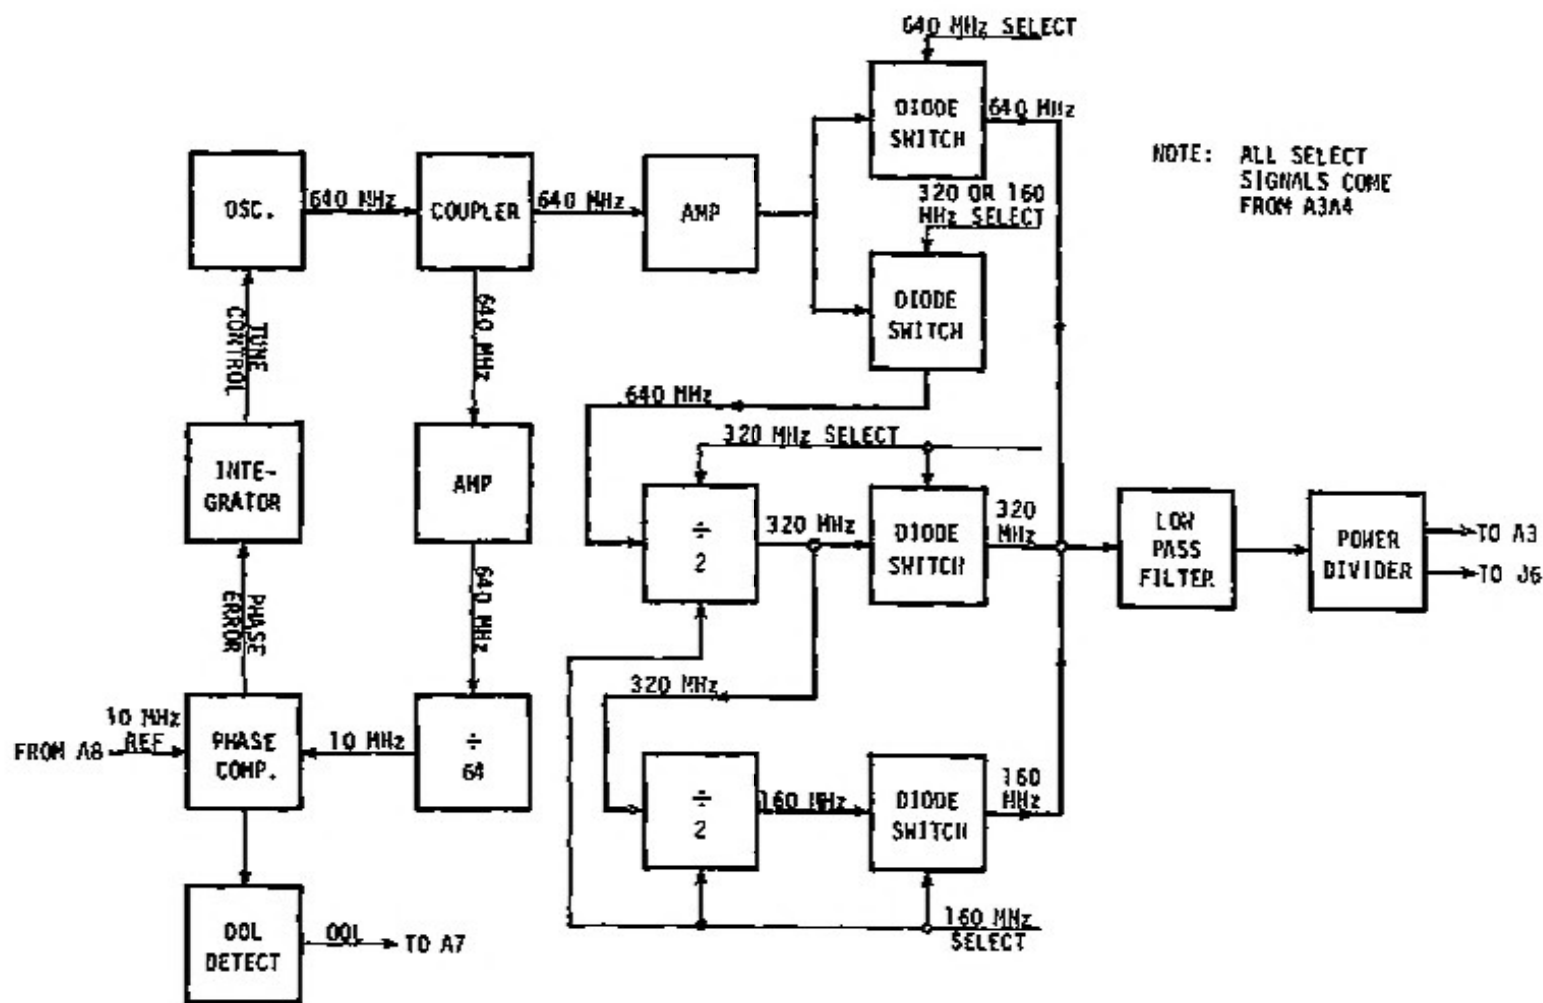 640 MHz SELECT
DIODE
SWITCH
640 MHz
NOTE: ALL SELECT
SIGNALS COME
FROM A3A4
OSC.
640 MHz
COUPLER
640 MHz
AMP
320 OR 160
MHz SELECT
DIODE
SWITCH
TUNE
CONTROL
640 MHz
640 MHz
320 MHz SELECT
INTE-
GRATOR
AMP
÷
2
320 MHz
DIODE
SWITCH
320
MHz
LOW
PASS
FILTER
POWER
DIVIDER
TO A3
TO J6
PHASE
ERROR
640 MHz
320 MHz
FROM A8
10 MHz
REF
PHASE
COMP.
10 MHz
÷
64
÷
2
160 MHz
DIODE
SWITCH
160
MHz
OOL
DETECT
OOL
TO A7
160 MHz
SELECT